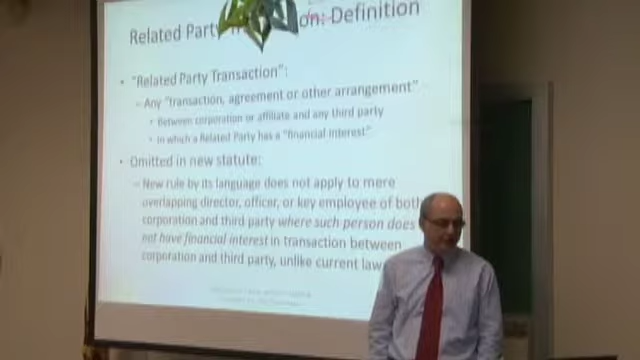 Related Party on: Definition
• "Related Party Transaction":
– Any "transaction, agreement or other arrangement"
• Between corporation or affiliate and any third party
• In which a Related Party has a "financial interest"
• Omitted in new statute:
– New rule by its language does not apply to mere
overlapping director, officer, or key employee of both
corporation and third party where such person does
not have financial interest in transaction between
corporation and third party, unlike current law